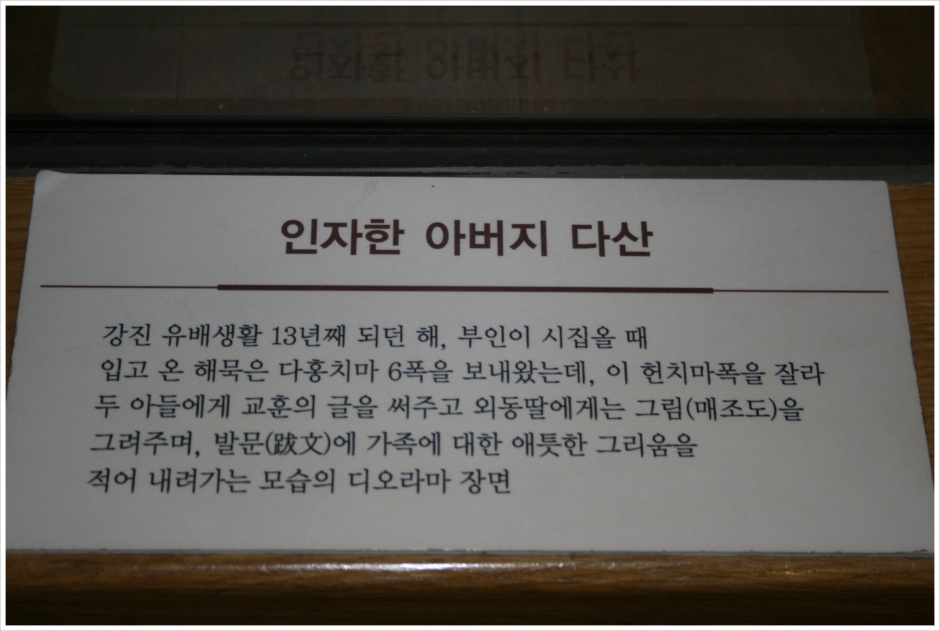 인자한 아버지 다산
강진 유배생활 13년째 되던 해, 부인이 시집올 때
입고 온 해묵은 다홍치마 6폭을 보내왔는데, 이 헌치마폭을 잘라
두 아들에게 교훈의 글을 써주고 외동딸에게는 그림(매조도)을
그려주며, 발문(跋文)에 가족에 대한 애틋한 그리움을
적어 내려가는 모습의 디오라마 장면